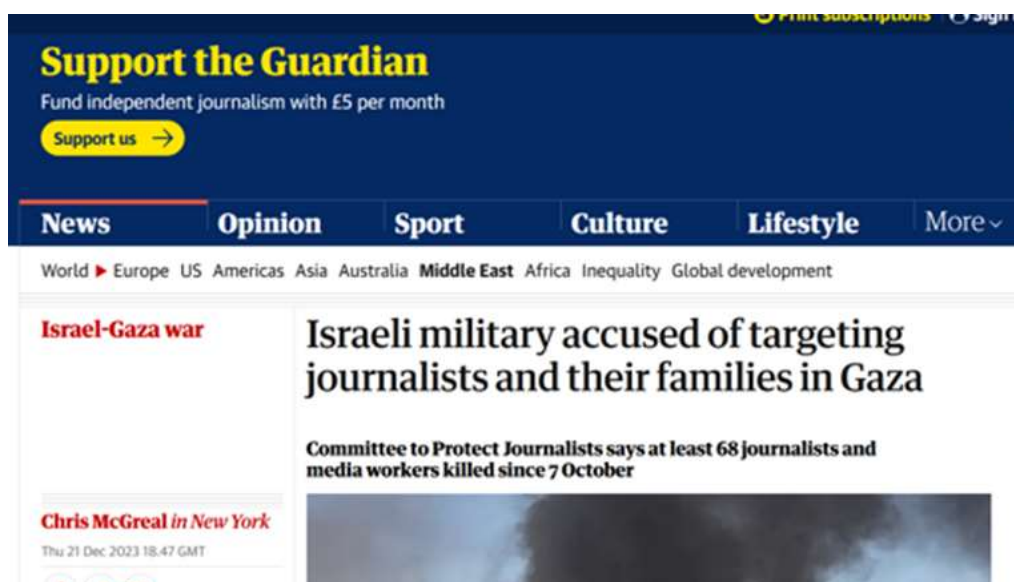 Print subscriptions
Support the Guardian
Fund independent journalism with £5 per month
Support us →
News Opinion Sport Culture Lifestyle More
World ▶ Europe US Americas Asia Australia Middle East Africa Inequality Global development
Israel-Gaza war
Israeli military accused of targeting
journalists and their families in Gaza
Committee to Protect Journalists says at least 68 journalists and
media workers killed since 7 October
Chris McGreal in New York
Thu 21 Dec 2023 18.47 GMT